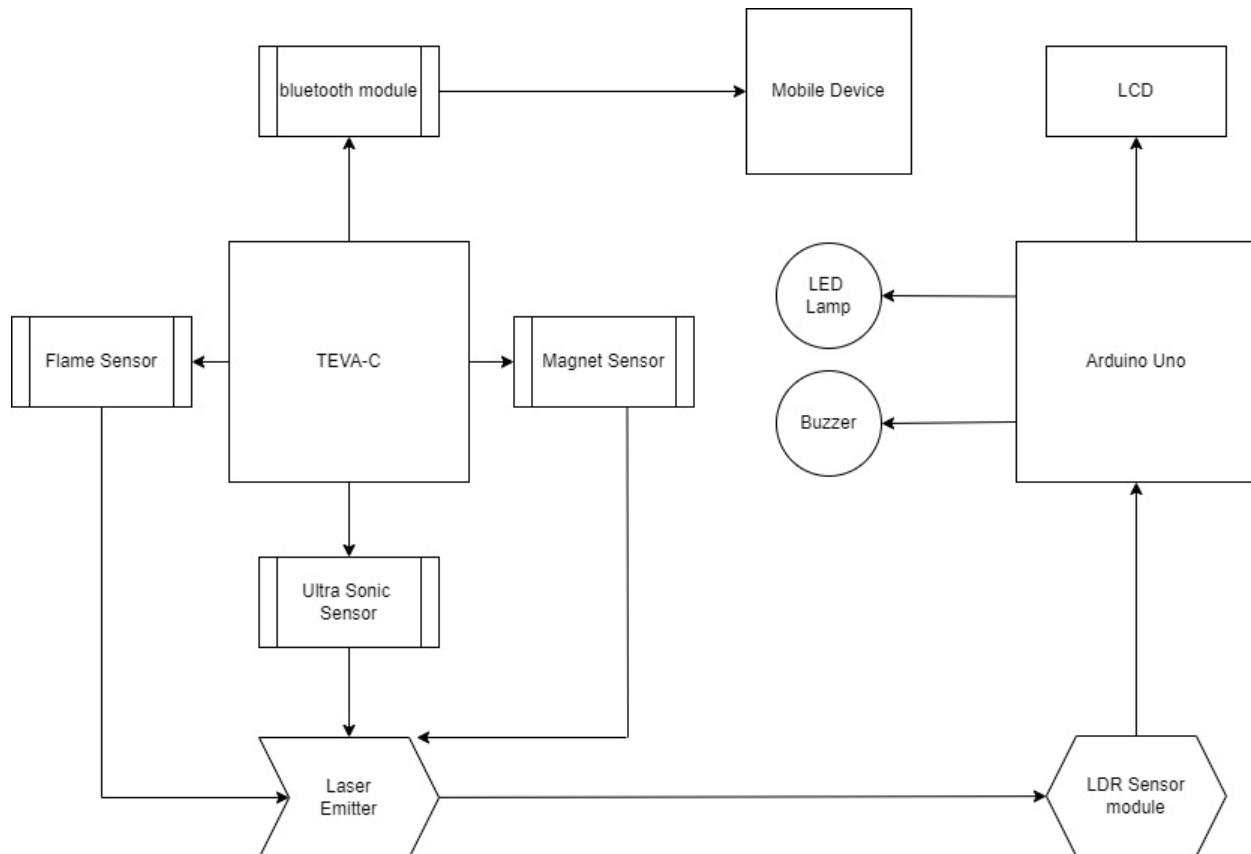 bluetooth module
Mobile Device
LCD
LED
Lamp
Flame Sensor
TEVA-C
Magnet Sensor
Arduino Uno
Buzzer
Ultra Sonic
Sensor
Laser
Emitter
LDR Sensor
module